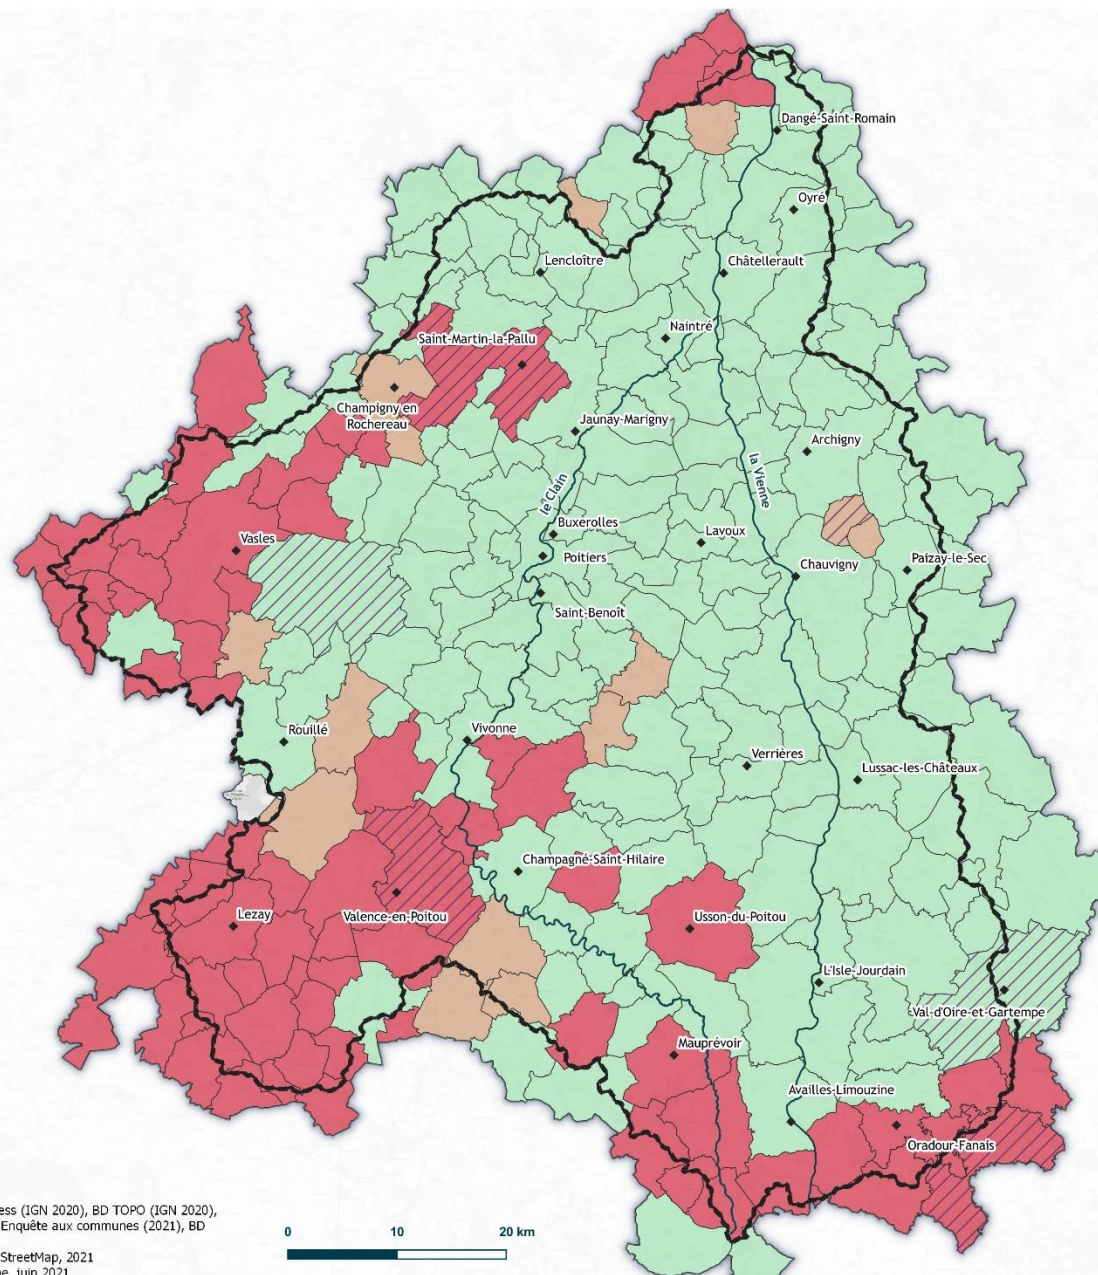 Dangé-Saint-Romain
Oyré
Lencloître
Châtellerault
Naintré
Saint-Martin-la-Pallu
Champigny en
Rochereau
Jaunay-Marigny
Archigny
la Vienne
le Clain
Buxerolles
Lavoux
Vasles
Poitiers
Paizay-le-Sec
Chauvigny
Saint-Benoît
Vivonne
Rouillé
Verrières
Lussac-les-Châteaux
Champagné-Saint-Hilaire
Lezay
Valence-en-Poitou
Usson-du-Poitou
L'Isle-Jourdain
Val-d'Oire-et-Gartempe
Mauprévoir
Availles-Limouzine
Oradour-Fanais
ess (IGN 2020), BD TOPO (IGN 2020),
Enquête aux communes (2021), BD
StreetMap, 2021
ne, juin 2021
0 10 20 km